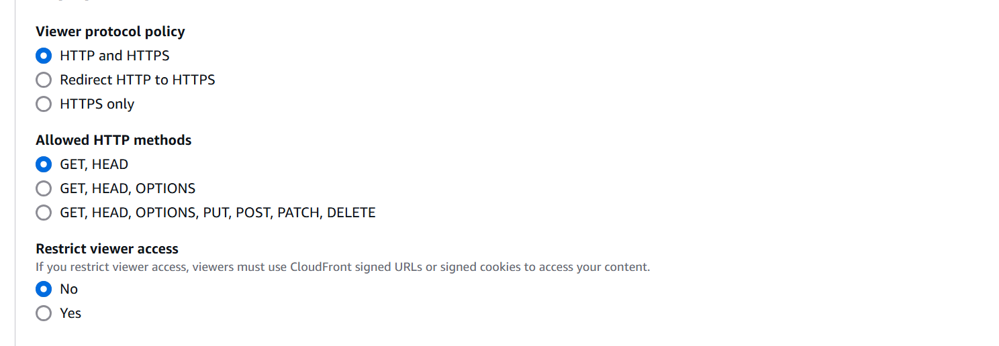 Viewer protocol policy
HTTP and HTTPS
Redirect HTTP to HTTPS
HTTPS only
Allowed HTTP methods
GET, HEAD
GET, HEAD, OPTIONS
GET, HEAD, OPTIONS, PUT, POST, PATCH, DELETE
Restrict viewer access
If you restrict viewer access, viewers must use CloudFront signed URLs or signed cookies to access your content.
No
Yes